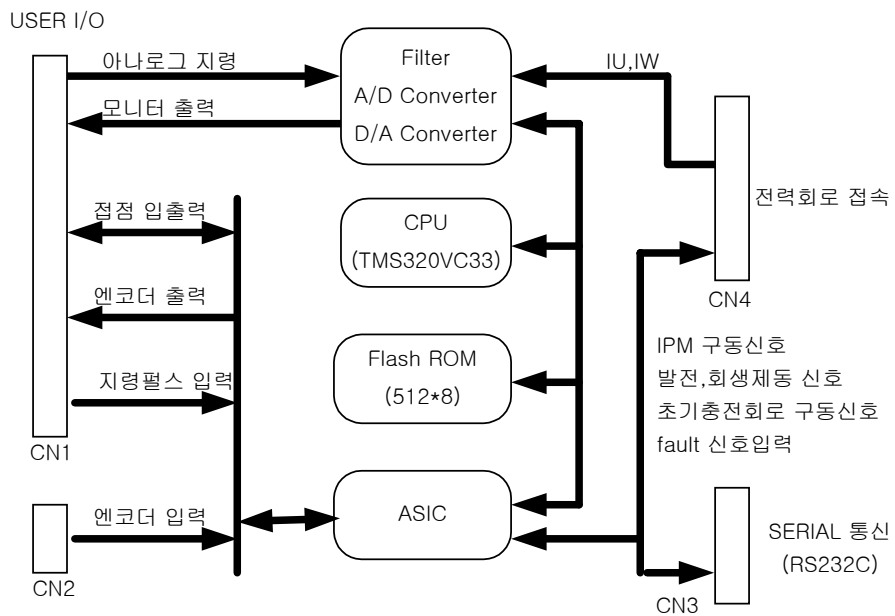 USER I/O
아나로그 지령
모니터 출력
Filter
A/D Converter
D/A Converter
IU,IW
접점 입출력
CPU
(TMS320VC33)
전력회로 접속
CN4
엔코더 출력
지령펄스 입력
CN1
Flash ROM
(512*8)
IPM 구동신호
발전,회생제동 신호
초기충전회로 구동신호
fault 신호입력
엔코더 입력
CN2
ASIC
SERIAL 통신
(RS232C)
CN3